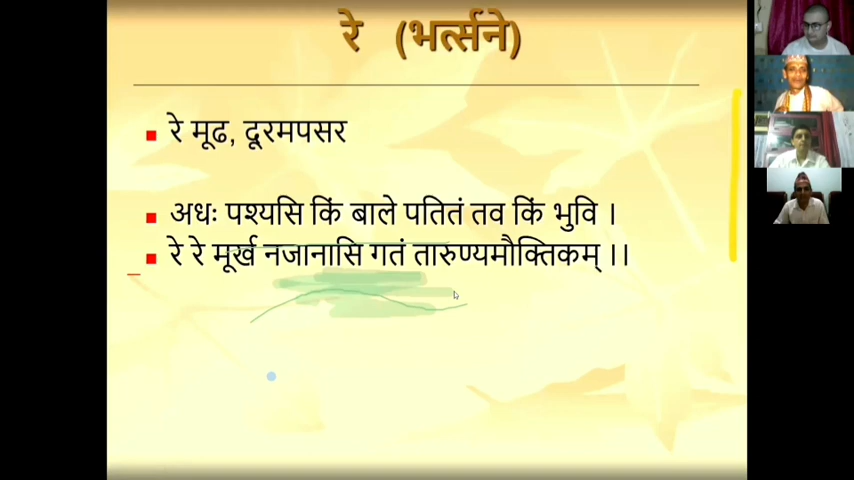 रे (भर्त्सने)
रे मूढ, दूरमपसर
अधः पश्यसि किं बाले पतितं तव किं भुवि ।
रे रे मूर्ख नजानासि गतं तारुण्यमौक्तिकम् ।।